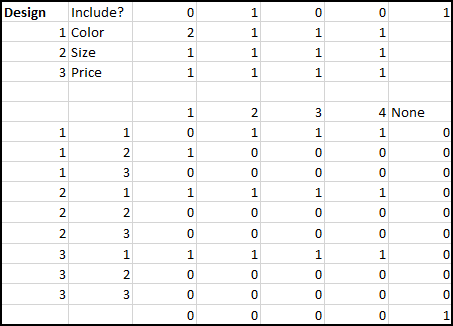 Design Include? 0 1 0 0 1
1 Color 2 1 1 1
2 Size 1 1 1 1
3 Price 1 1 1 1
1 2 3 4 None
1 1 0 1 1 1 0
1 2 1 0 0 0 0
1 3 0 0 0 0 0
2 1 1 1 1 1 0
2 2 0 0 0 0 0
2 3 0 0 0 0 0
3 1 1 1 1 1 0
3 2 0 0 0 0 0
3 3 0 0 0 0 0
0 0 0 0 1